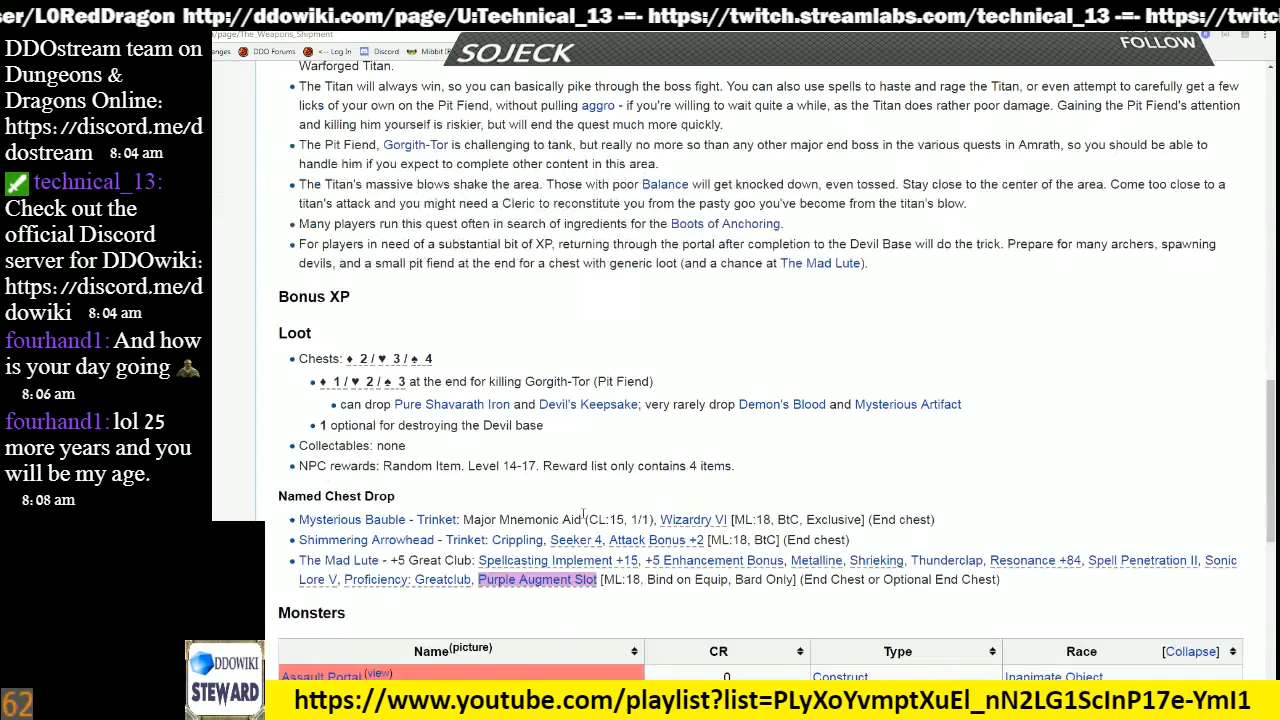 ser/L0RedDragon http://ddowiki.com/page/U:Technical_13 -=- https://twitch.streamlabs.com/technical_13 -=- https://twitc
/page/The_Weapons_Shipment
anges DDO Forums <-- Log In Discord Mibbit
SOJECK
FOLLOW
DDOstream team on
Dungeons &
Dragons Online:
https://discord.me/d
dostream 8:04 am
technical_13:
Check out the
official Discord
server for DDOwiki:
https://discord.me/d
dowiki 8:04 am
fourhand1: And how
is your day going
8:06 am
fourhand1: lol 25
more years and you
will be my age.
8:08 am
Warforged Titan.
The Titan will always win, so you can basically pike through the boss fight. You can also use spells to haste and rage the Titan, or even attempt to carefully get a few
licks of your own on the Pit Fiend, without pulling aggro - if you're willing to wait quite a while, as the Titan does rather poor damage. Gaining the Pit Fiend's attention
and killing him yourself is riskier, but will end the quest much more quickly.
The Pit Fiend, Gorgith-Tor is challenging to tank, but really no more so than any other major end boss in the various quests in Amrath, so you should be able to
handle him if you expect to complete other content in this area.
The Titan's massive blows shake the area. Those with poor Balance will get knocked down, even tossed. Stay close to the center of the area. Come too close to a
titan's attack and you might need a Cleric to reconstitute you from the pasty goo you've become from the titan's blow.
Many players run this quest often in search of ingredients for the Boots of Anchoring.
For players in need of a substantial bit of XP, returning through the portal after completion to the Devil Base will do the trick. Prepare for many archers, spawning
devils, and a small pit fiend at the end for a chest with generic loot (and a chance at The Mad Lute).
Bonus XP
Loot
Chests: ♦ 2 / ♥ 3 / ♠ 4
♦ 1 / ♥ 2 / ♠ 3 at the end for killing Gorgith-Tor (Pit Fiend)
can drop Pure Shavarath Iron and Devil's Keepsake; very rarely drop Demon's Blood and Mysterious Artifact
1 optional for destroying the Devil base
Collectables: none
NPC rewards: Random Item. Level 14-17. Reward list only contains 4 items.
Named Chest Drop
Mysterious Bauble - Trinket: Major Mnemonic Aid (CL:15, 1/1), Wizardry VI [ML:18, BtC, Exclusive] (End chest)
Shimmering Arrowhead - Trinket: Crippling, Seeker 4, Attack Bonus +2 [ML:18, BtC] (End chest)
The Mad Lute - +5 Great Club: Spellcasting Implement +15, +5 Enhancement Bonus, Metalline, Shrieking, Thunderclap, Resonance +84, Spell Penetration II, Sonic
Lore V, Proficiency: Greatclub, Purple Augment Slot [ML:18, Bind on Equip, Bard Only] (End Chest or Optional End Chest)
Monsters
Name(picture) CR Type Race [Collapse]
Assault Portal (view) 0 Construct Inanimate Object
DDOWIKI
STEWARD
62
https://www.youtube.com/playlist?list=PLyXoYvmptXuEl_nN2LG1ScInP17e-YmI1